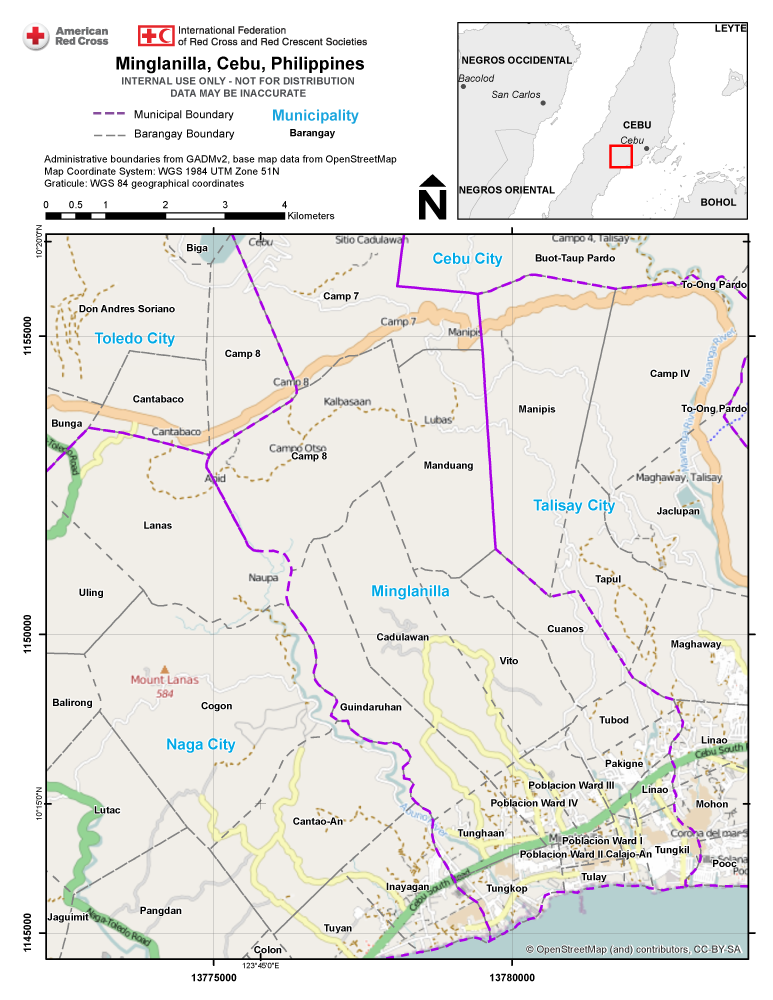 American
Red Cross
International Federation
of Red Cross and Red Crescent Societies
Minglanilla, Cebu, Philippines
INTERNAL USE ONLY - NOT FOR DISTRIBUTION
DATA MAY BE INACCURATE
Municipal Boundary
Municipality
Barangay Boundary
Barangay
Administrative boundaries from GADMv2, base map data from OpenStreetMap
Map Coordinate System: WGS 1984 UTM Zone 51N
Graticule: WGS 84 geographical coordinates
0 0.5 1 2 3 4
Kilometers
N
LEYTE
NEGROS OCCIDENTAL
Bacolod
San Carlos
CEBU
Cebu
NEGROS ORIENTAL
BOHOL
10°20'0"N
Biga
Cebu
Sitio Cadulawan
Campo 4, Talisay
Cebu City
Buot-Taup Pardo
To-Ong Pardo
Camp 7
Don Andres Soriano
Camp 7
1155000
Toledo City
Manipis
Mananga River
Camp 8
Camp IV
Camp 8
Cantabaco
Kalbasaan
Manipis
To-Ong Pardo
Bunga
Lubas
Cantabaco
Toledo-Road
Campo Otso
Camp 8
Manduang
Mananga River
Apid
Maghaway, Talisay
Talisay City
Jaclupan
Lanas
Naupa
Tapul
Uling
Minglanilla
Cuanos
1150000
Cadulawan
Maghaway
Vito
Mount Lanas
584
Balirong
Cogon
Guindaruhan
Tubod
Naga City
Linao
Cebu South
Pakigne
Poblacion Ward III
Linao
10°15'0"N
Lutac
Poblacion Ward IV
Mohon
Cantao-An
Tunghaan
Poblacion Ward I
Corona del mar
Poblacion Ward II
Calajo-An
Tungkil
Pooc
Cebu South Road
Inayagan
Tungkop
Tulay
Jaguimit
Pangdan
Naga-Toledo Road
Tuyan
1145000
Colon
© OpenStreetMap (and) contributors, CC-BY-SA
123°45'0"E
13775000
13780000